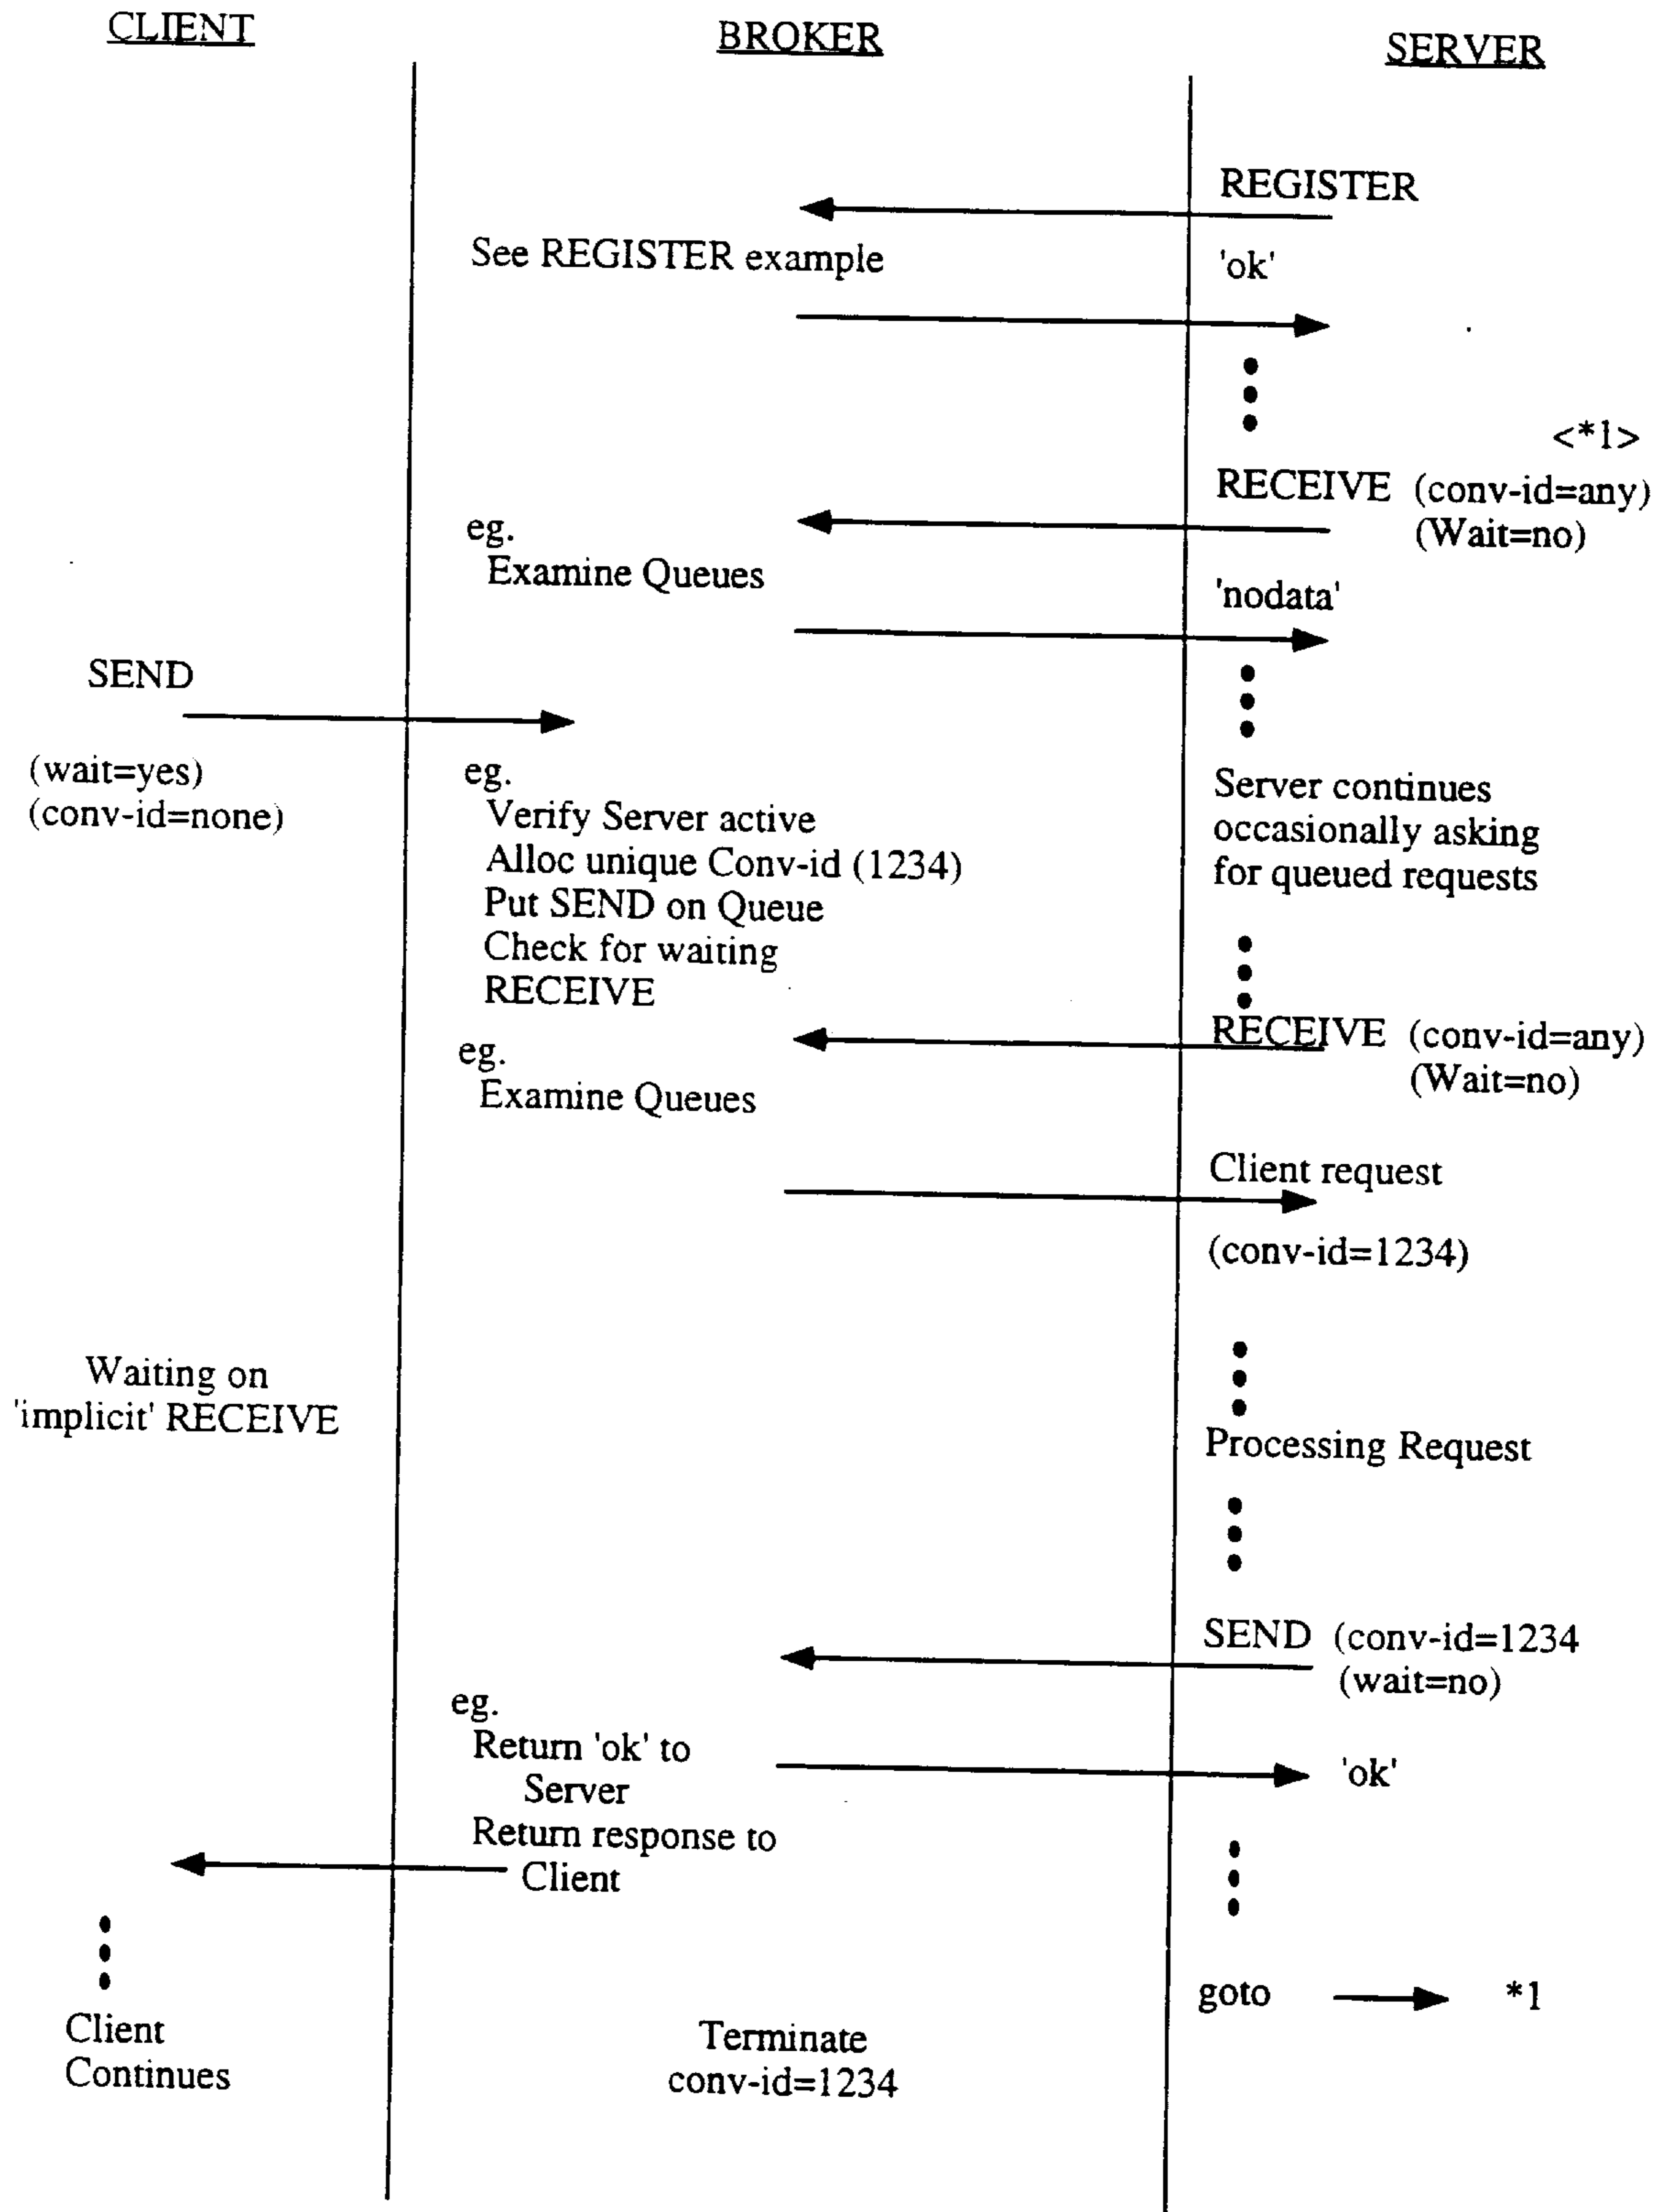 CLIENT
BROKER
SERVER
REGISTER
See REGISTER example
'ok'
<*1>
RECEIVE (conv-id=any)
(Wait=no)
eg.
Examine Queues
'nodata'
SEND
(wait=yes)
(conv-id=none)
eg.
Verify Server active
Alloc unique Conv-id (1234)
Put SEND on Queue
Check for waiting
RECEIVE
Server continues
occasionally asking
for queued requests
RECEIVE (conv-id=any)
(Wait=no)
eg.
Examine Queues
Client request
(conv-id=1234)
Waiting on
'implicit' RECEIVE
Processing Request
SEND (conv-id=1234
(wait=no)
eg.
Return 'ok' to
Server
Return response to
Client
'ok'
goto *1
Client
Continues
Terminate
conv-id=1234